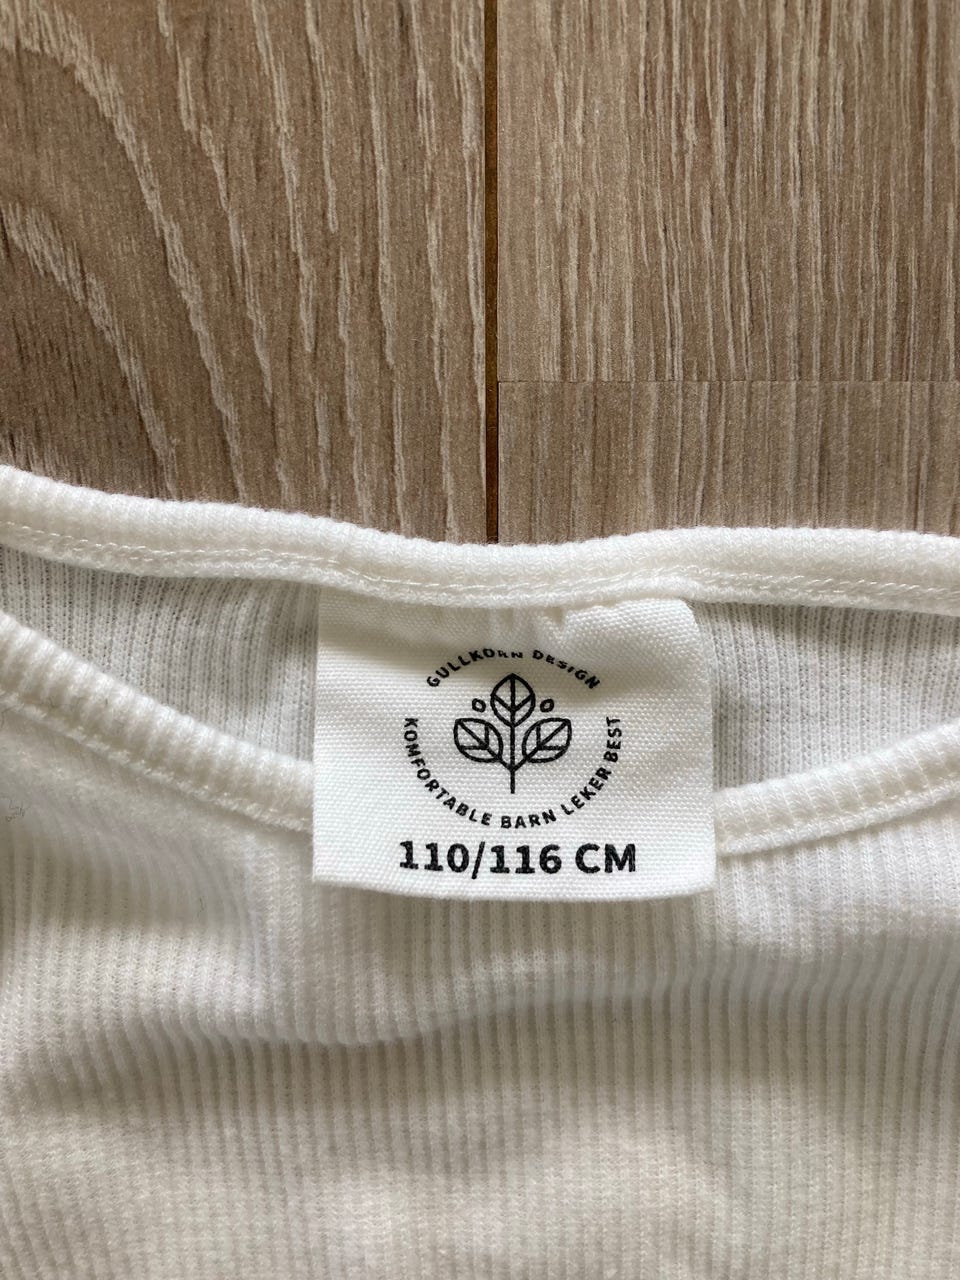 GULLKORN DESIGN
KOMFORTABLE BARN LEKER BEST
110/116 CM